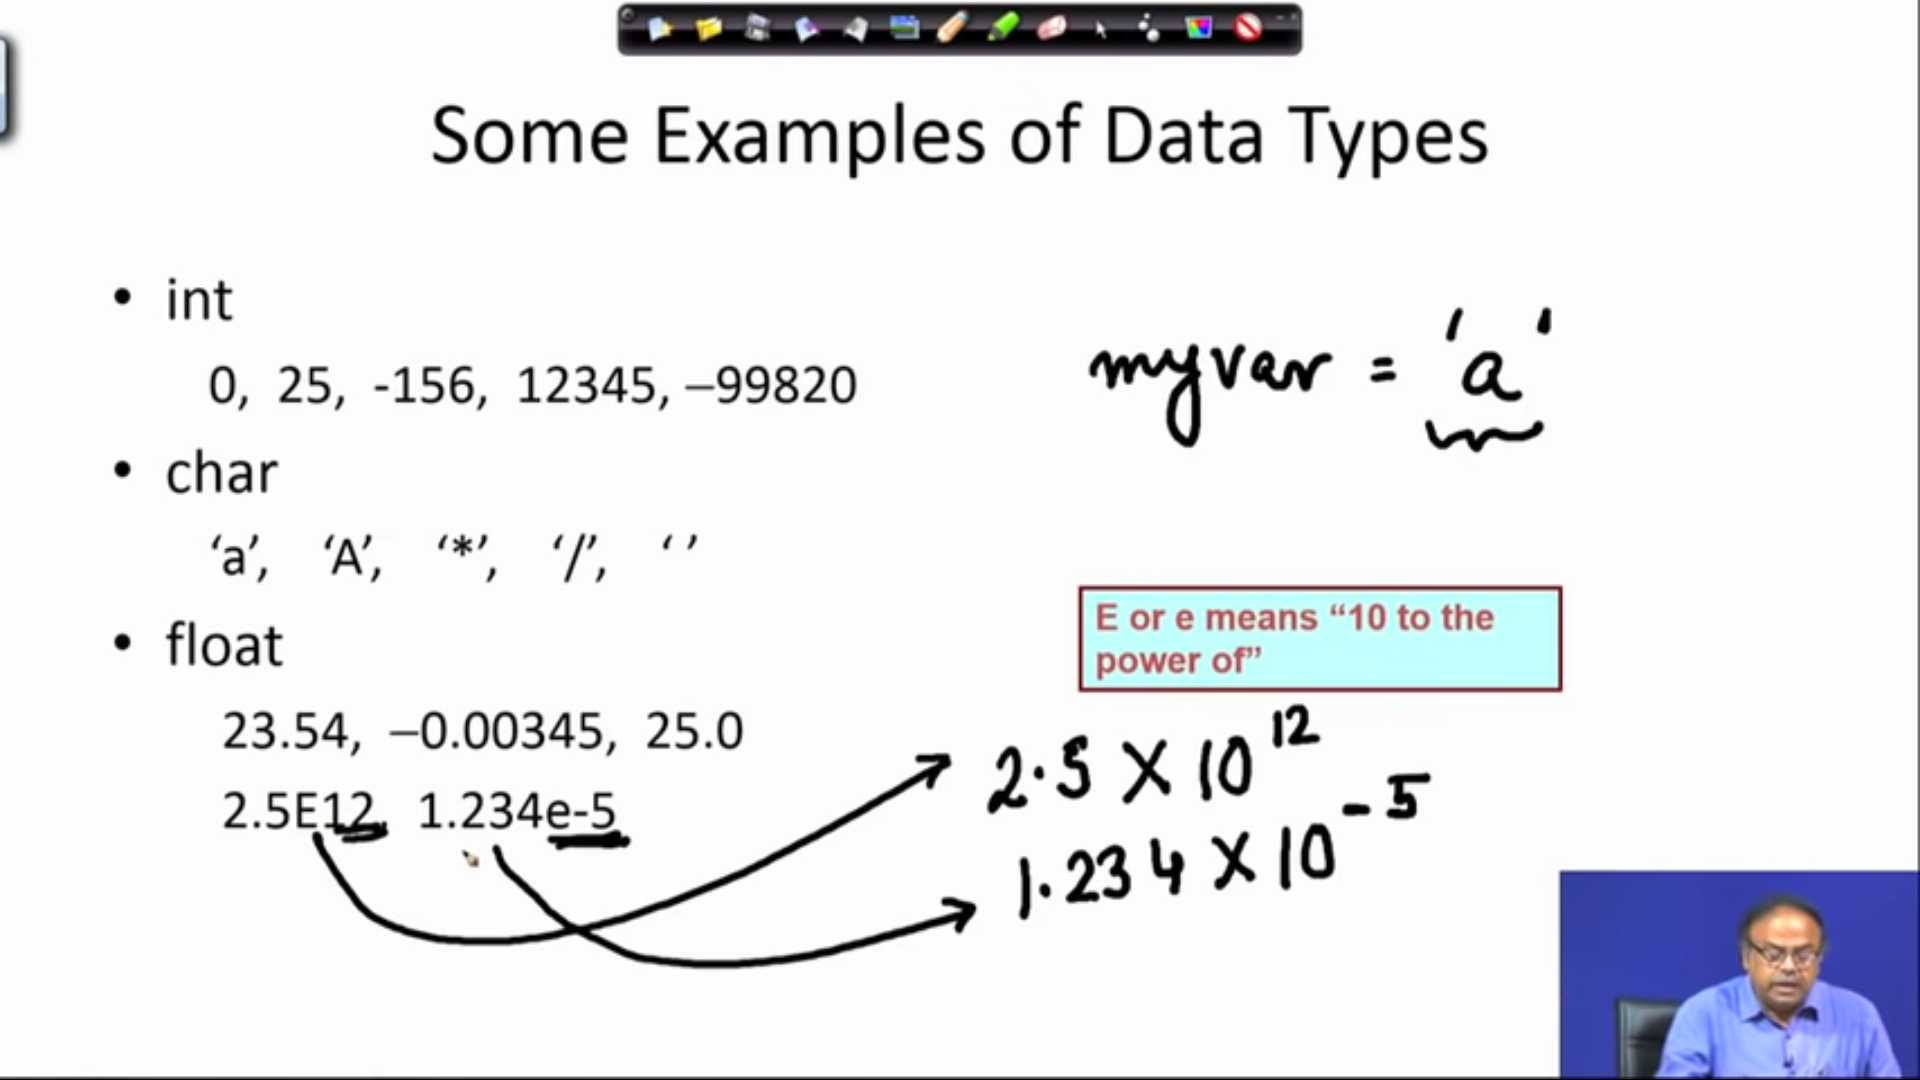 Some Examples of Data Types
• int
0, 25, -156, 12345, –99820
myvar = 'a'
• char
‘a’, ‘A’, ‘*’, ‘/’, ‘ ’
E or e means “10 to the
power of”
• float
23.54, –0.00345, 25.0
2.5 X 10^12
2.5E12, 1.234e-5
1.234 X 10^-5